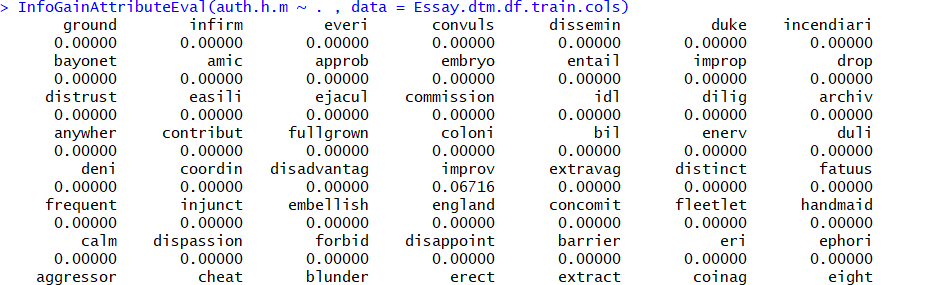 > InfoGainAttributeEval(auth.h.m ~ . , data = Essay.dtm.df.train.cols)
ground infirm everi convuls dissemin duke incendiari
0.00000 0.00000 0.00000 0.00000 0.00000 0.00000 0.00000
bayonet amic approb embryo entail improp drop
0.00000 0.00000 0.00000 0.00000 0.00000 0.00000 0.00000
distrust easili ejacul commission idl dilig archiv
0.00000 0.00000 0.00000 0.00000 0.00000 0.00000 0.00000
anywher contribut fullgrown coloni bil enerv duli
0.00000 0.00000 0.00000 0.00000 0.00000 0.00000 0.00000
deni coordin disadvantag improv extravag distinct fatuus
0.00000 0.00000 0.00000 0.06716 0.00000 0.00000 0.00000
frequent injunct embellish england concomit fleetlet handmaid
0.00000 0.00000 0.00000 0.00000 0.00000 0.00000 0.00000
calm dispassion forbid disappoint barrier eri ephori
0.00000 0.00000 0.00000 0.00000 0.00000 0.00000 0.00000
aggressor cheat blunder erect extract coinag eight